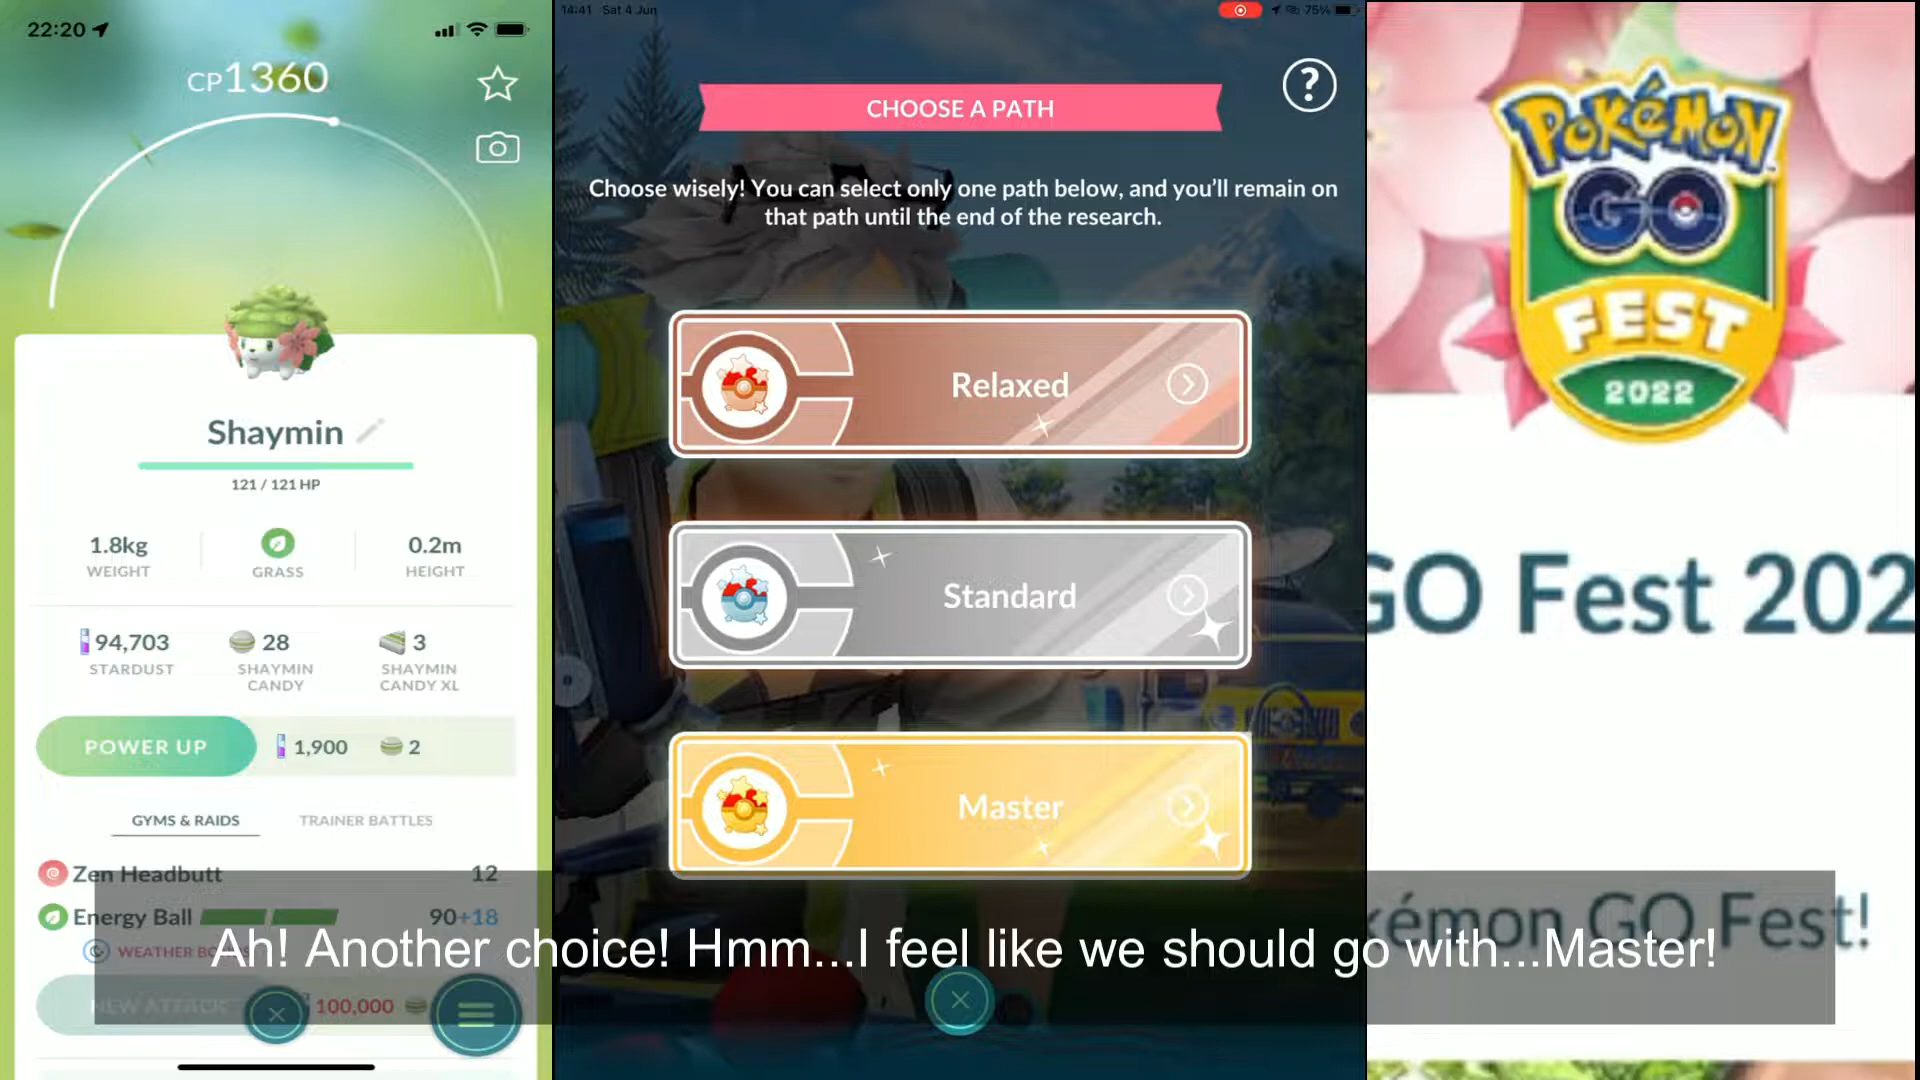 22:20
CP1360
Shaymin
121 / 121 HP
1.8kg
WEIGHT
GRASS
0.2m
HEIGHT
94,703
STARDUST
28
SHAYMIN
CANDY
3
SHAYMIN
CANDY XL
POWER UP
1,900
2
GYMS & RAIDS
TRAINER BATTLES
Zen Headbutt
12
Energy Ball
90+18
WEATHER
NEW ATTACK
100,000
14:41 Sat 4 Jun
75%
CHOOSE A PATH
?
Choose wisely! You can select only one path below, and you'll remain on
that path until the end of the research.
Relaxed
Standard
Master
POKÉMON
GO
FEST
2022
GO Fest 202
kémon GO Fest!
Ah! Another choice! Hmm...I feel like we should go with...Master!